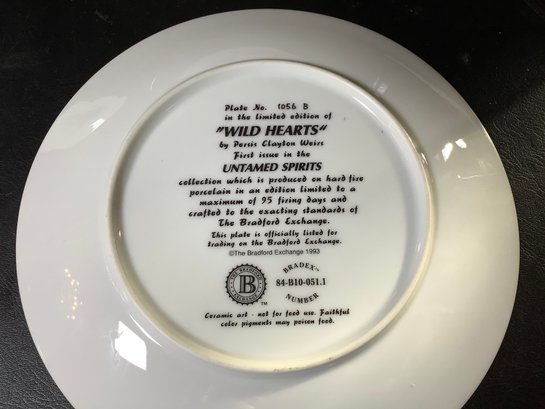 Plate No. 1056 B
in the limited edition of
"WILD HEARTS"
by Persis Clayton Weirs
First issue in the
UNTAMED SPIRITS
collection which is produced on hard fire
porcelain in an edition limited to a
maximum of 95 firing days and
crafted to the exacting standards of
The Bradford Exchange.
This plate is officially listed for
trading on the Bradford Exchange.
©The Bradford Exchange 1993
BRADFORD
B
EXCHANGE
TM
BRADEX™
84-B10-051.1
NUMBER
Ceramic art - not for food use. Faithful
color pigments may poison food.